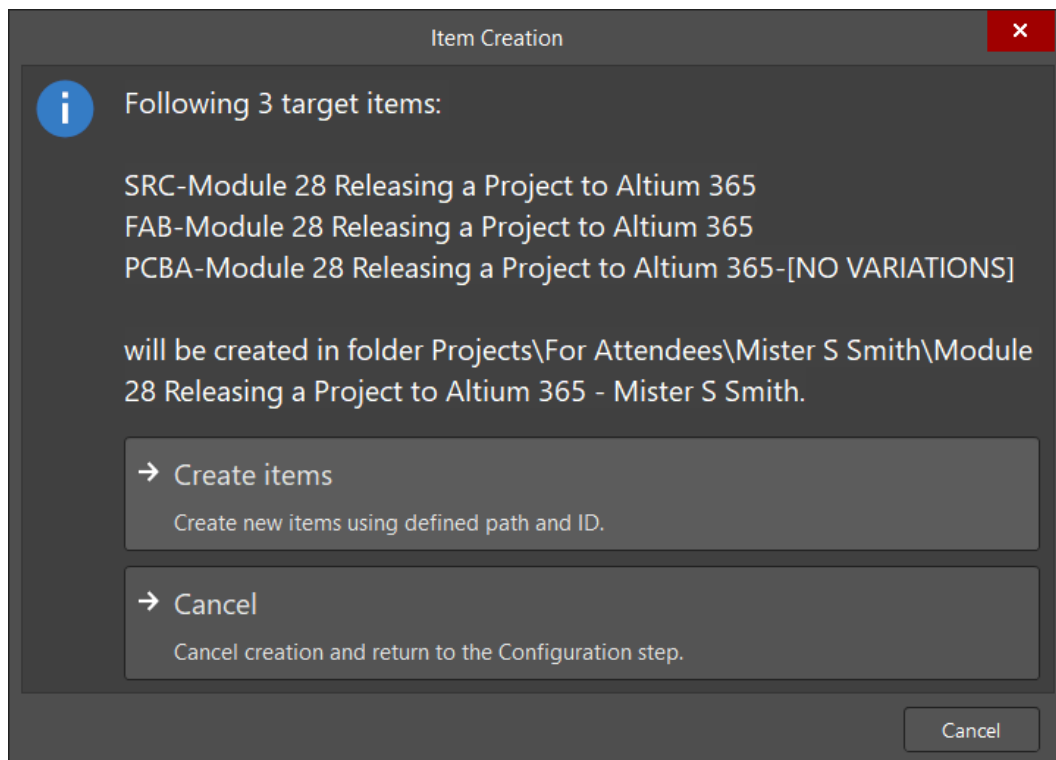 Item Creation
Following 3 target items:
SRC-Module 28 Releasing a Project to Altium 365
FAB-Module 28 Releasing a Project to Altium 365
PCBA-Module 28 Releasing a Project to Altium 365-[NO VARIATIONS]
will be created in folder Projects\For Attendees\Mister S Smith\Module
28 Releasing a Project to Altium 365 - Mister S Smith.
Create items
Create new items using defined path and ID.
Cancel
Cancel creation and return to the Configuration step.
Cancel